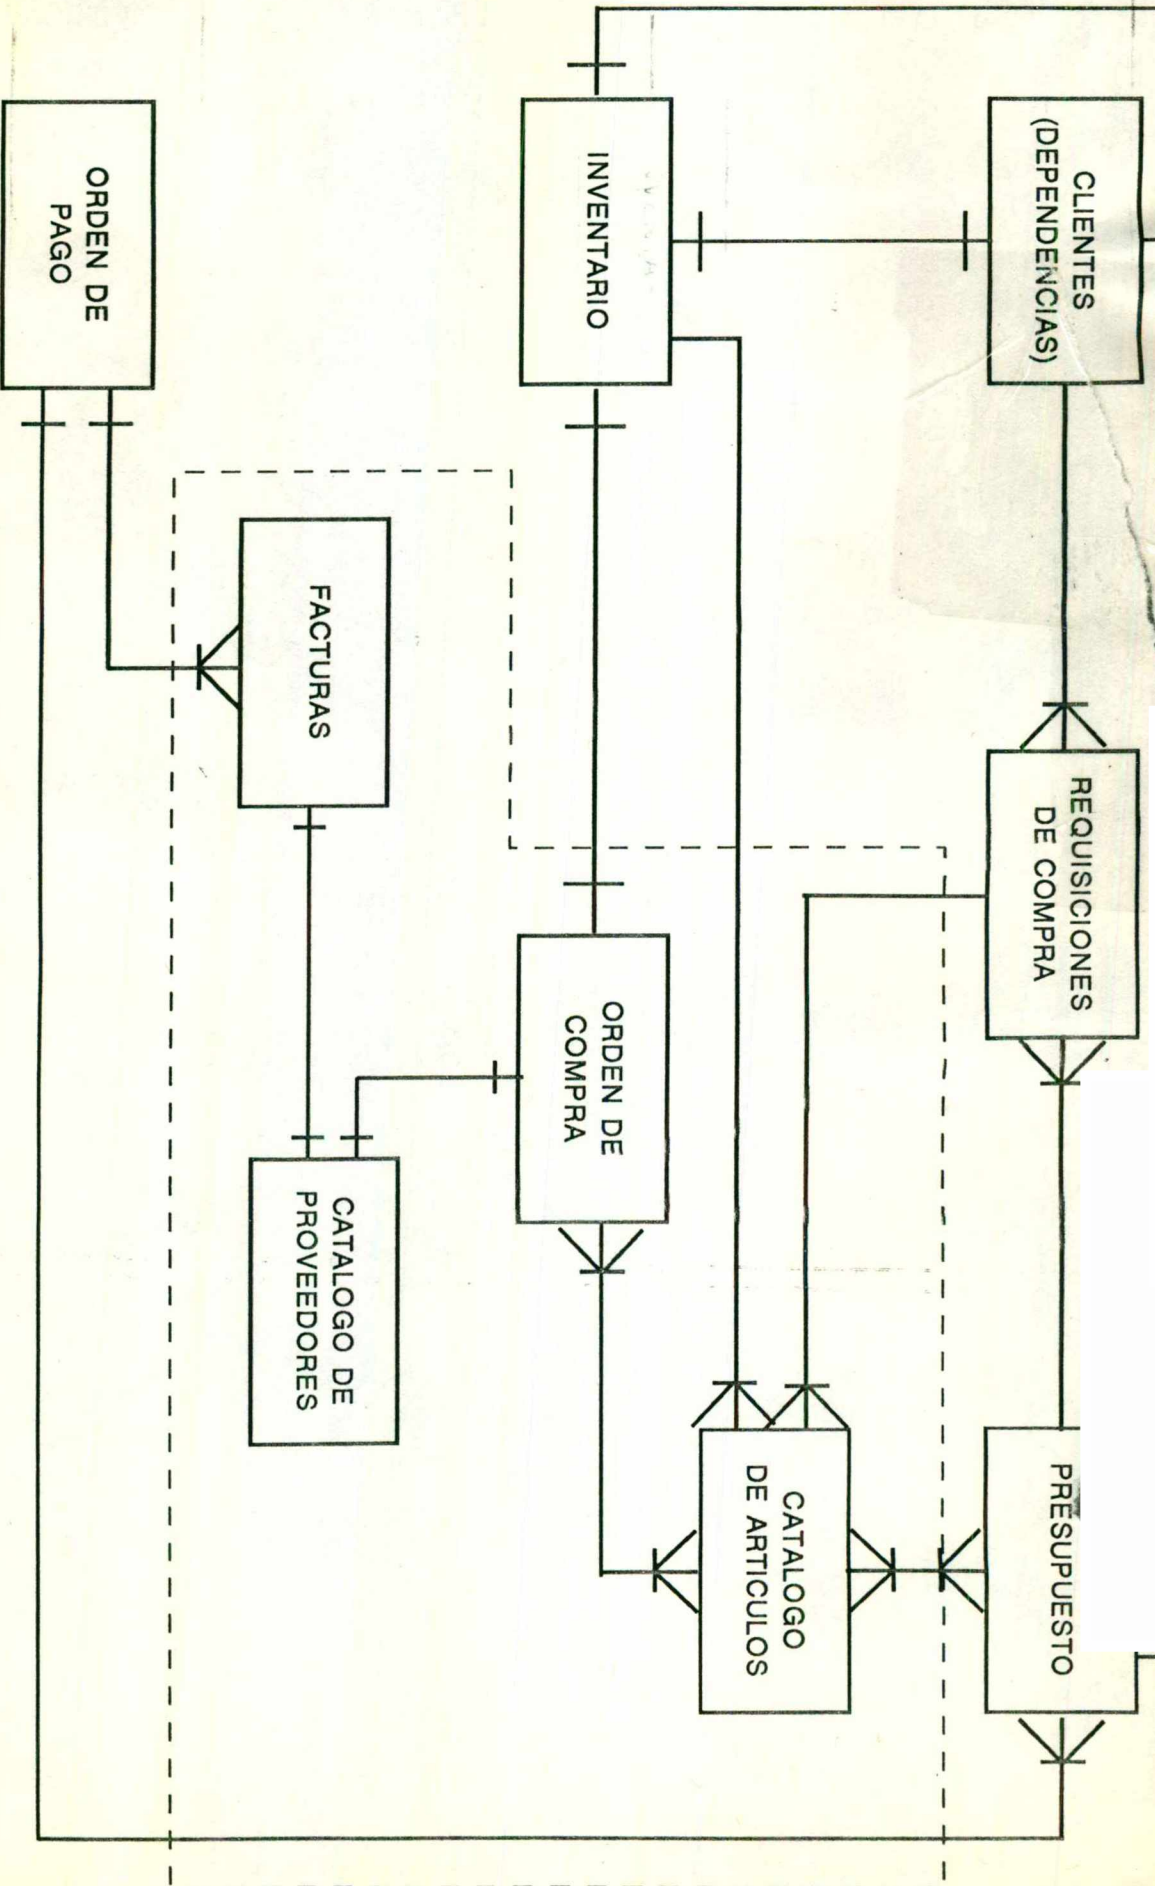 CLIENTES
(DEPENDENCIAS)
REQUISICIONES
DE COMPRA
PRESUPUESTO
INVENTARIO
ORDEN DE
COMPRA
CATALOGO
DE ARTICULOS
ORDEN DE
PAGO
FACTURAS
CATALOGO DE
PROVEEDORES